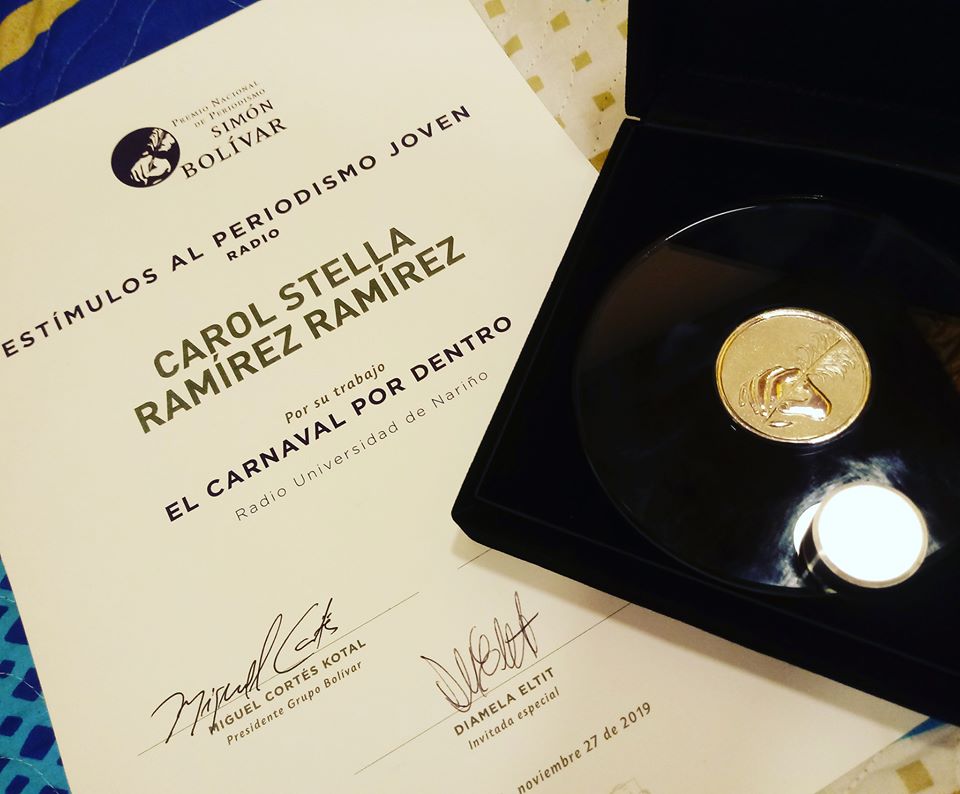 PREMIO NACIONAL
DE PERIODISMO
SIMÓN
BOLÍVAR
ESTÍMULOS AL PERIODISMO JOVEN
RADIO
CAROL STELLA
RAMÍREZ RAMÍREZ
Por su trabajo
EL CARNAVAL POR DENTRO
Radio Universidad de Nariño
Miguel Cortés
MIGUEL CORTÉS KOTAL
Presidente Grupo Bolívar
DIAMELA ELTIT
Invitada especial
noviembre 27 de 2019